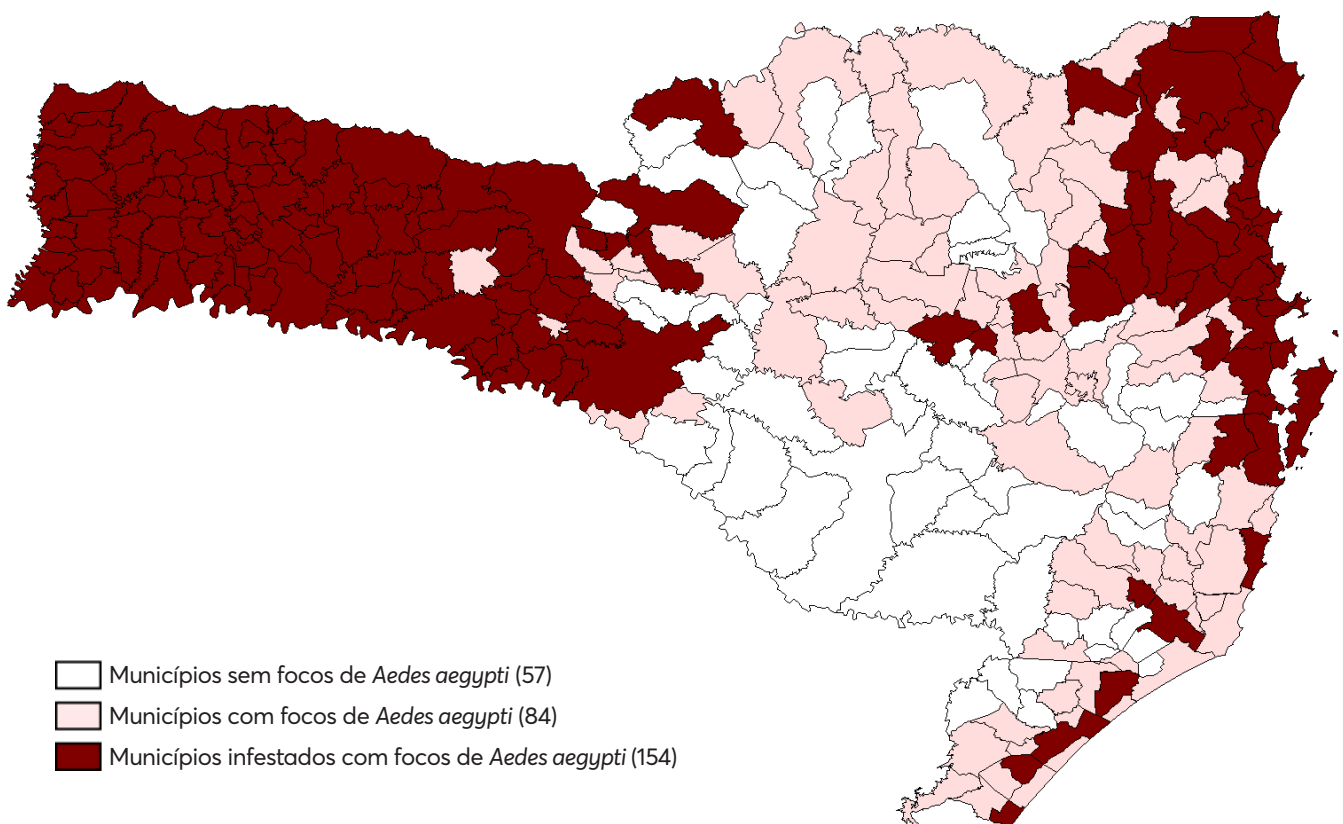 Municípios sem focos de Aedes aegypti (57)
Municípios com focos de Aedes aegypti (84)
Municípios infestados com focos de Aedes aegypti (154)